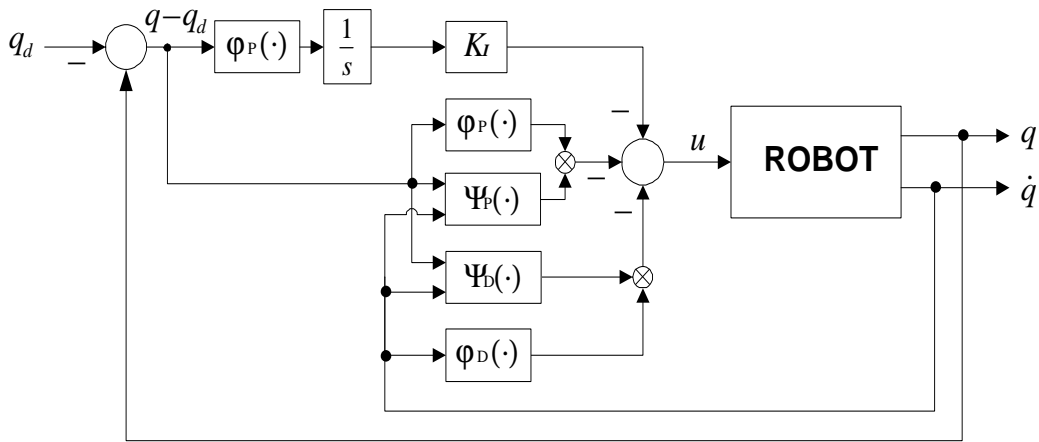 q_d
−
q−q_d
φ_P(·)
1/s
K_I
−
φ_P(·)
Ψ_P(·)
−
u
ROBOT
q
q̇
−
Ψ_D(·)
φ_D(·)